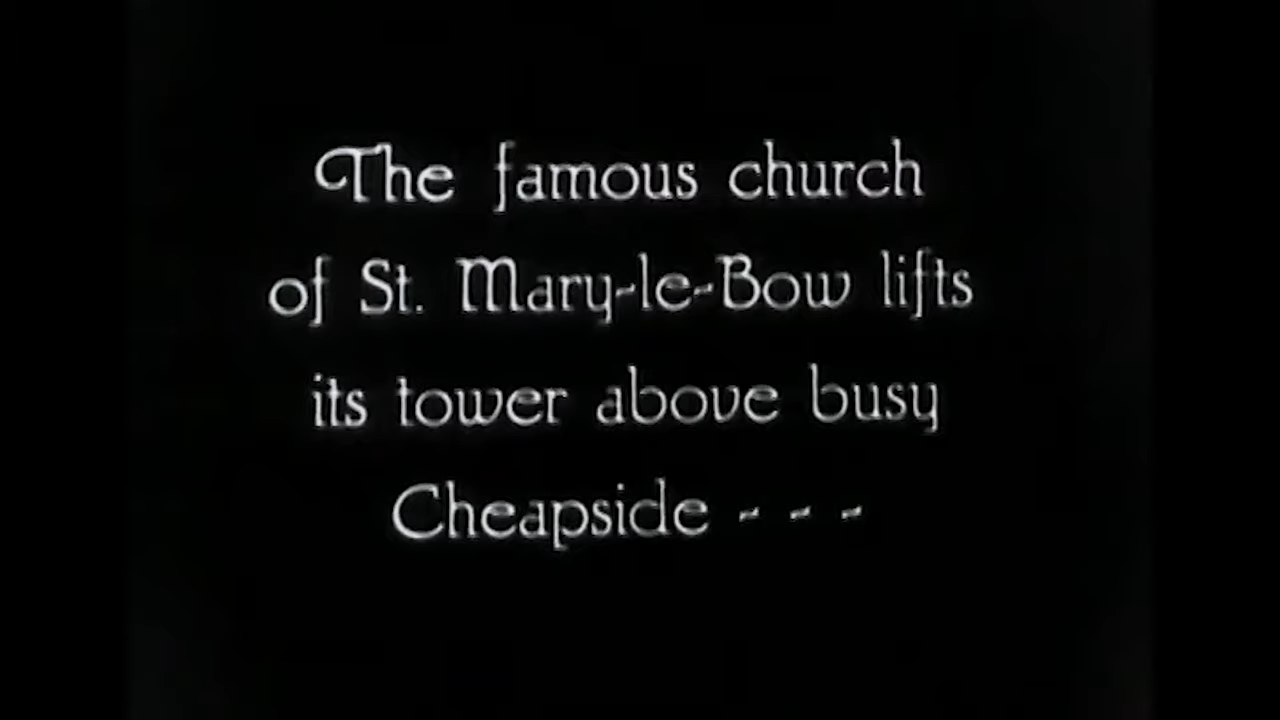 The famous church
of St. Mary-le-Bow lifts
its tower above busy
Cheapside - - -